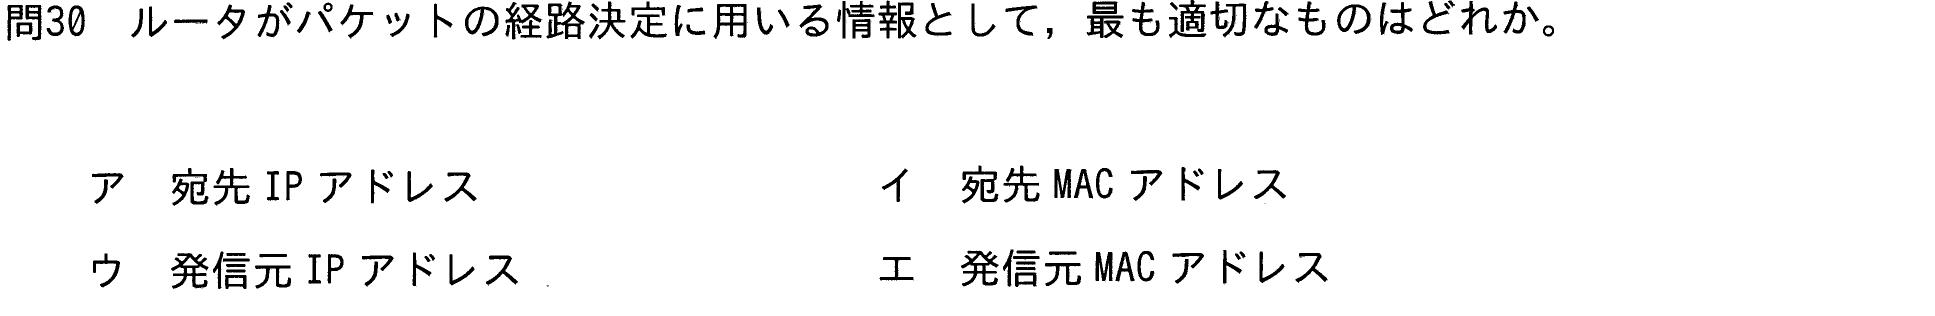 問30　ルータがパケットの経路決定に用いる情報として，最も適切なものはどれか。
ア　宛先 IP アドレス　イ　宛先 MAC アドレス
ウ　発信元 IP アドレス　エ　発信元 MAC アドレス